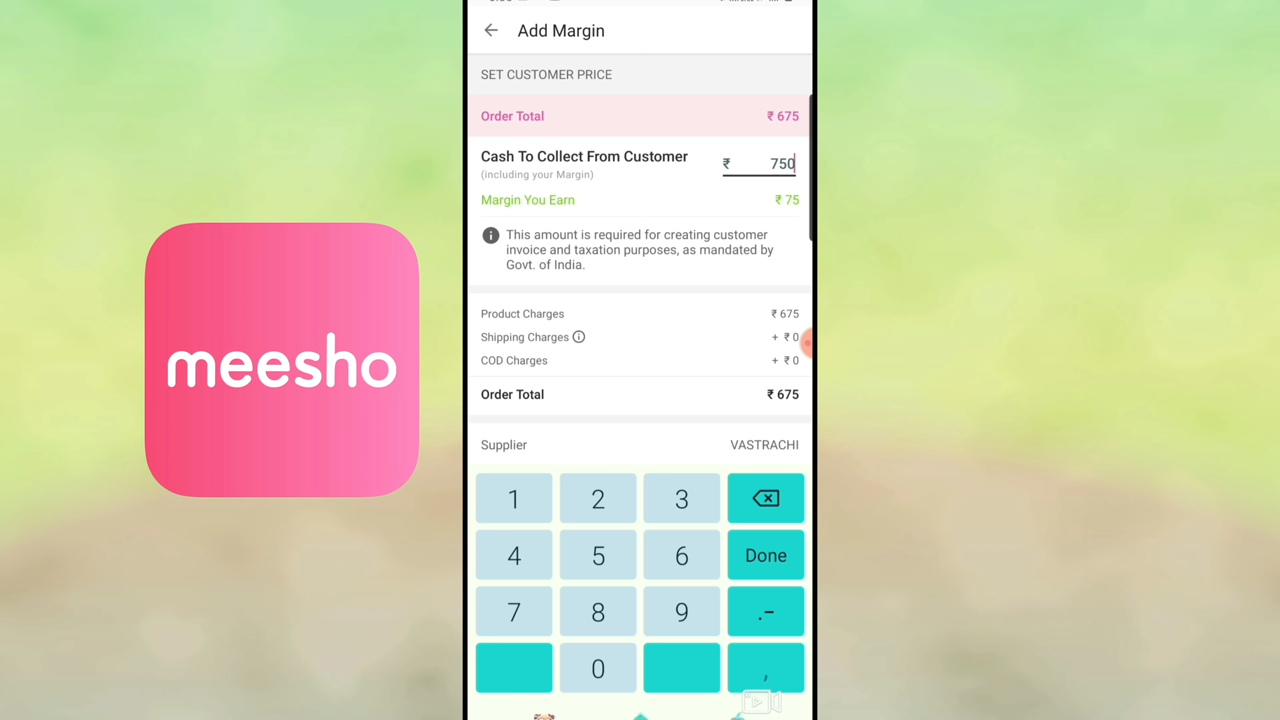 meesho
Add Margin
SET CUSTOMER PRICE
Order Total ₹ 675
Cash To Collect From Customer ₹ 750
(including your Margin)
Margin You Earn ₹ 75
This amount is required for creating customer
invoice and taxation purposes, as mandated by
Govt. of India.
Product Charges ₹ 675
Shipping Charges + ₹ 0
COD Charges + ₹ 0
Order Total ₹ 675
Supplier VASTRACHI
1 2 3
4 5 6 Done
7 8 9 .-
0 ,